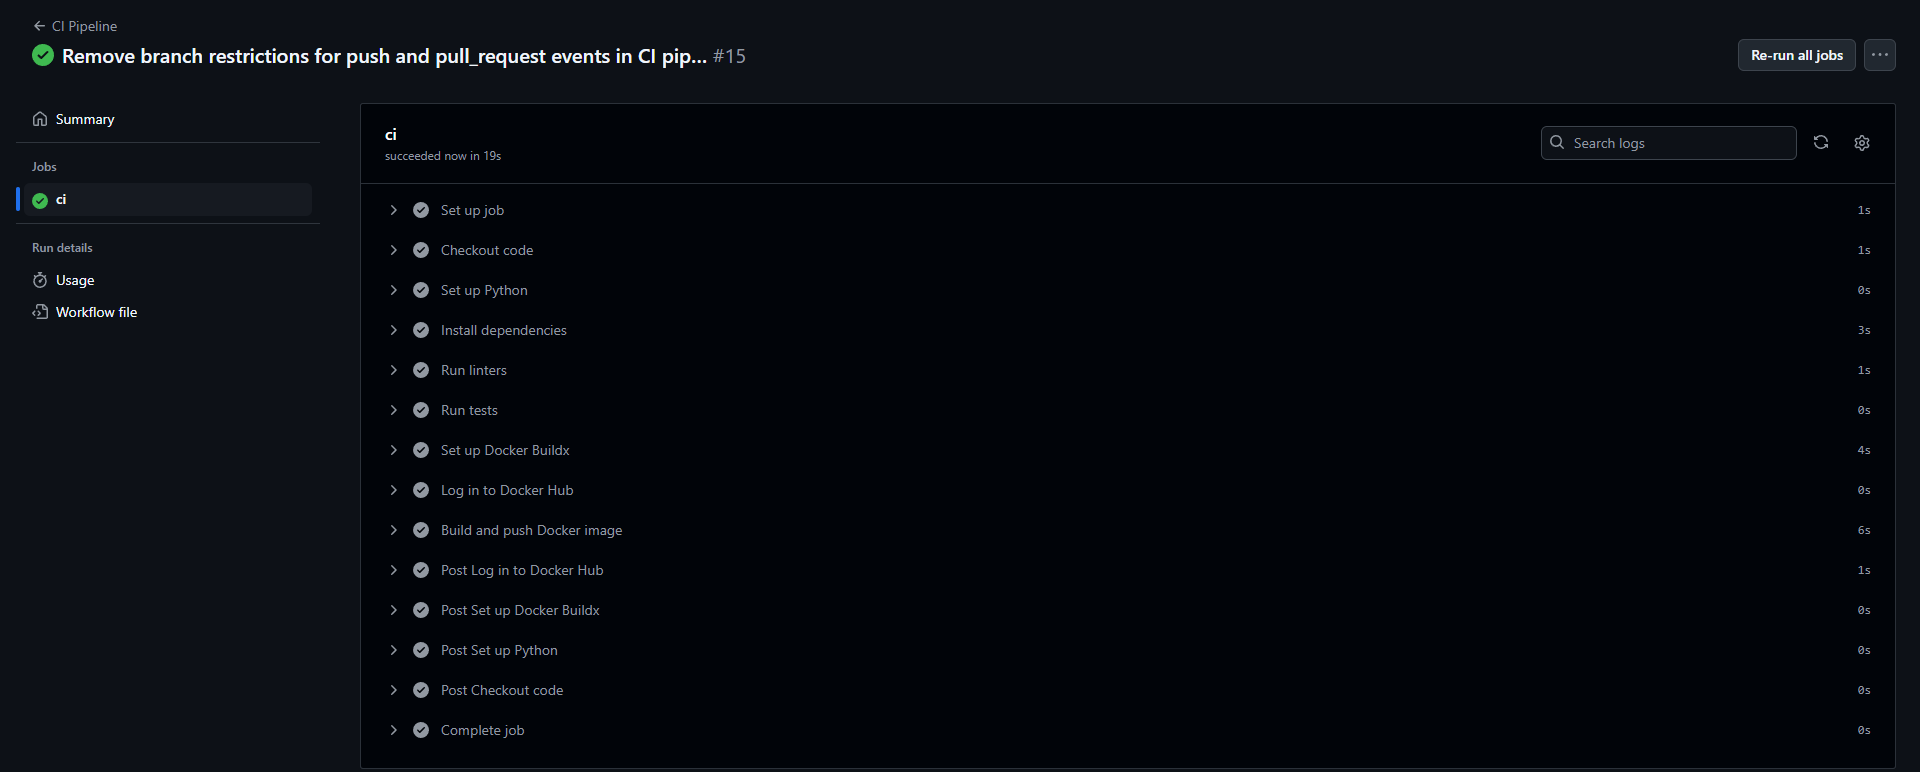 CI Pipeline
Remove branch restrictions for push and pull_request events in CI pip... #15
Re-run all jobs
Summary
Jobs
ci
Run details
Usage
Workflow file
ci
succeeded now in 19s
Search logs
Set up job 1s
Checkout code 1s
Set up Python 0s
Install dependencies 3s
Run linters 1s
Run tests 0s
Set up Docker Buildx 4s
Log in to Docker Hub 0s
Build and push Docker image 6s
Post Log in to Docker Hub 1s
Post Set up Docker Buildx 0s
Post Set up Python 0s
Post Checkout code 0s
Complete job 0s